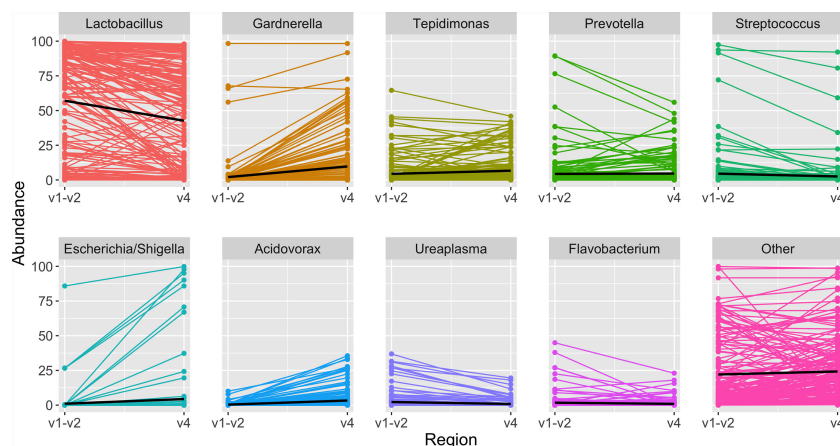 Lactobacillus Gardnerella Tepidimonas Prevotella Streptococcus
100
75
50
25
0
v1-v2 v4 v1-v2 v4 v1-v2 v4 v1-v2 v4 v1-v2 v4
Abundance
Escherichia/Shigella Acidovorax Ureaplasma Flavobacterium Other
100
75
50
25
0
v1-v2 v4 v1-v2 v4 v1-v2 v4 v1-v2 v4 v1-v2 v4
Region